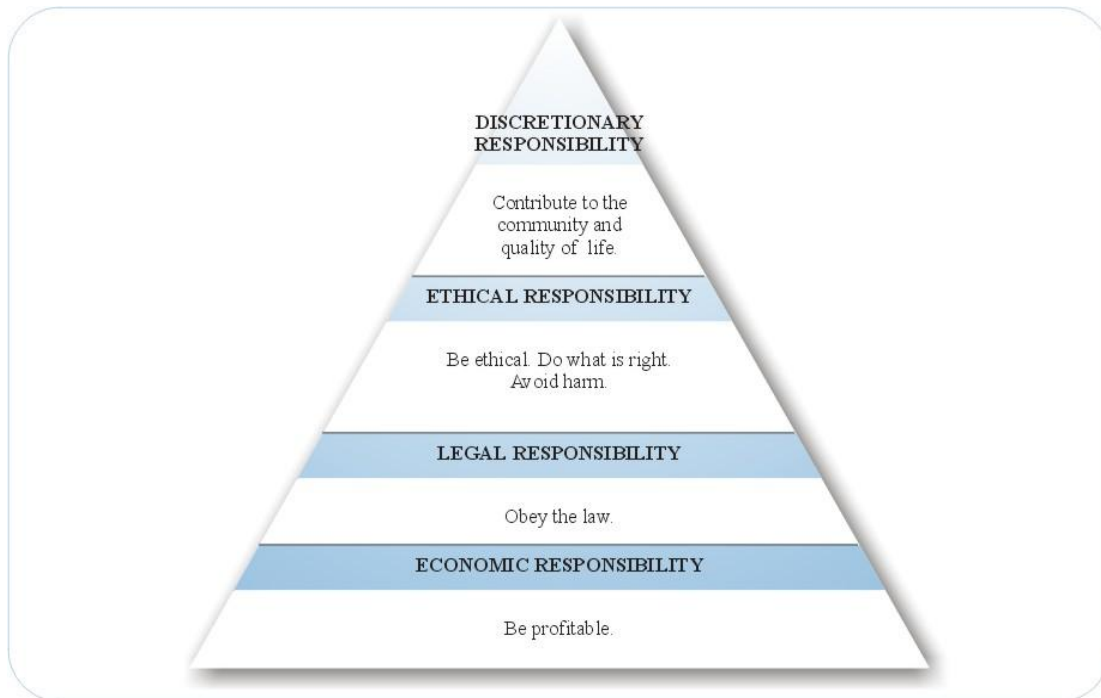 DISCRETIONARY
RESPONSIBILITY
Contribute to the
community and
quality of life.
ETHICAL RESPONSIBILITY
Be ethical. Do what is right.
Avoid harm.
LEGAL RESPONSIBILITY
Obey the law.
ECONOMIC RESPONSIBILITY
Be profitable.